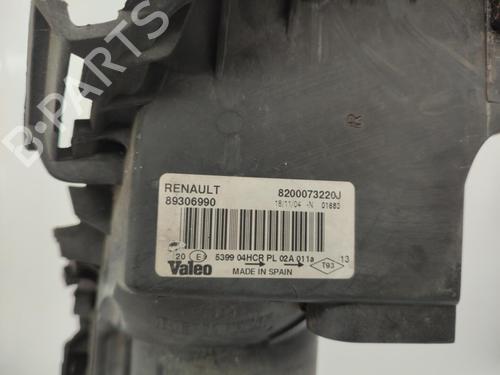 B-PARTS
R
RENAULT 8200073220J
89306990 18/11/04 -N 01683
20 E 5399 04HCR PL 02A 011a 13
Valeo MADE IN SPAIN T93